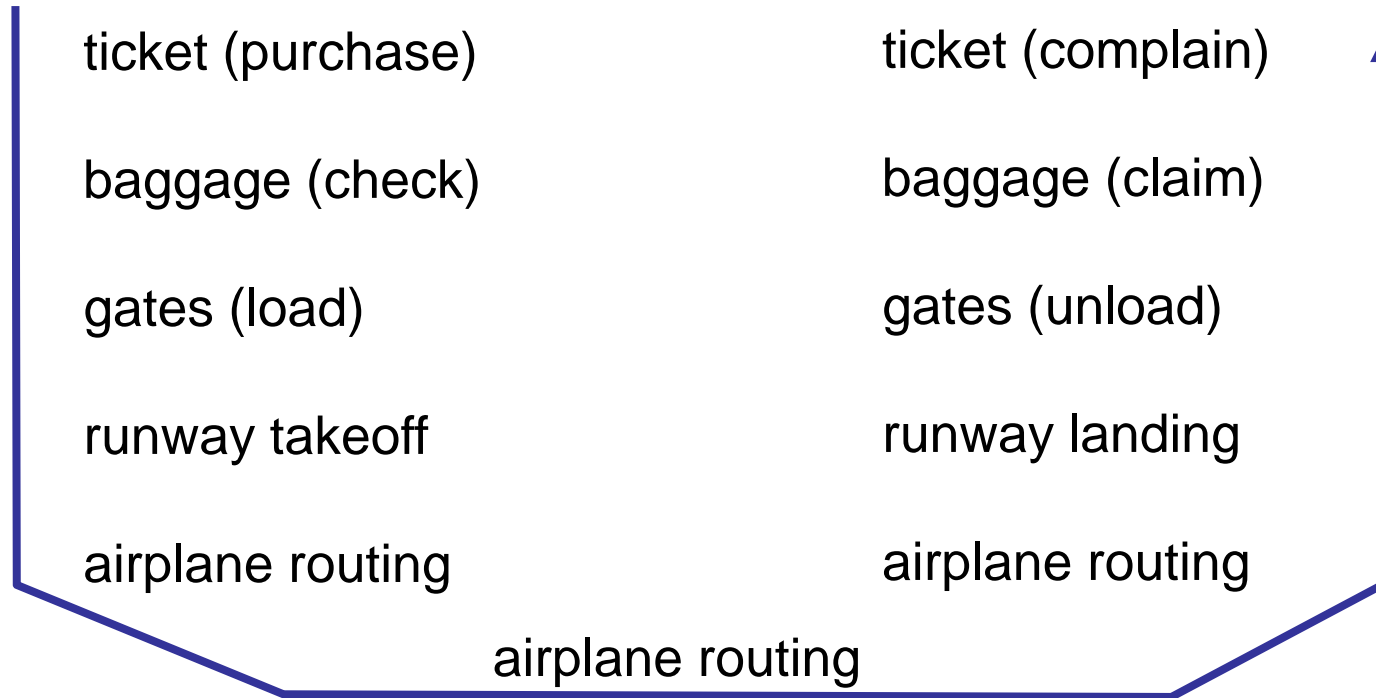 ticket (purchase)
baggage (check)
gates (load)
runway takeoff
airplane routing
ticket (complain)
baggage (claim)
gates (unload)
runway landing
airplane routing
airplane routing